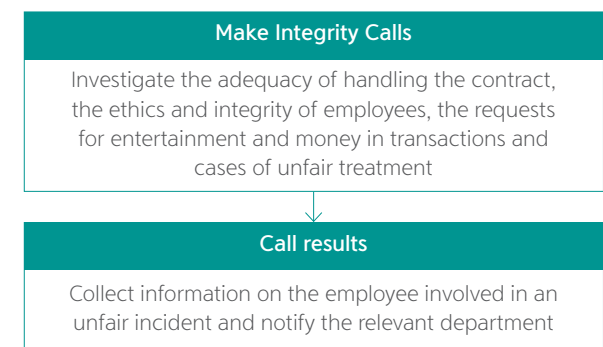 Make Integrity Calls
Investigate the adequacy of handling the contract,
the ethics and integrity of employees, the requests
for entertainment and money in transactions and
cases of unfair treatment
Call results
Collect information on the employee involved in an
unfair incident and notify the relevant department